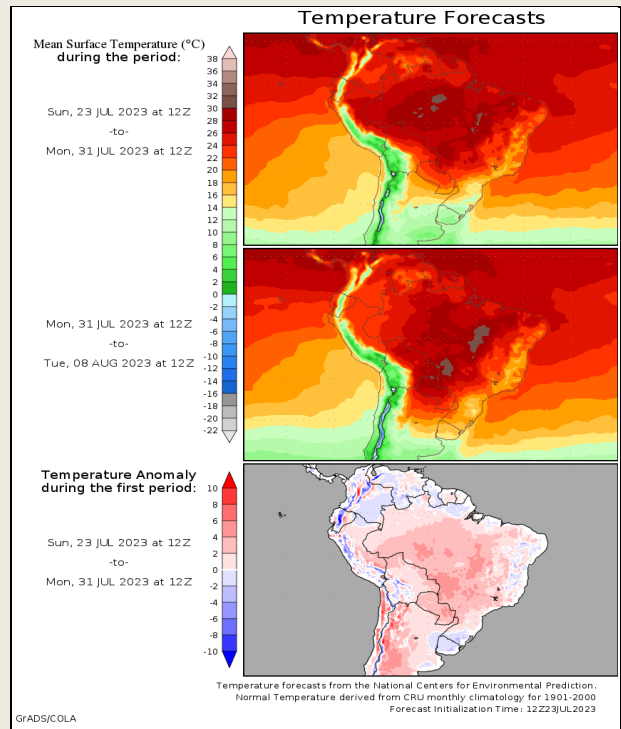 Temperature Forecasts
Mean Surface Temperature (°C)
during the period:
38
36
34
32
30
28
26
24
22
20
18
16
14
12
10
8
6
4
2
0
-2
-4
-6
-8
-10
-12
-14
-16
-18
-20
-22
Sun, 23 JUL 2023 at 12Z
-to-
Mon, 31 JUL 2023 at 12Z
Mon, 31 JUL 2023 at 12Z
-to-
Tue, 08 AUG 2023 at 12Z
Temperature Anomaly
during the first period:
10
8
6
4
2
0
-2
-4
-6
-8
-10
Sun, 23 JUL 2023 at 12Z
-to-
Mon, 31 JUL 2023 at 12Z
Temperature forecasts from the National Centers for Environmental Prediction.
Normal Temperature derived from CRU monthly climatology for 1901-2000
Forecast Initialization Time: 12Z23JUL2023
GrADS/COLA